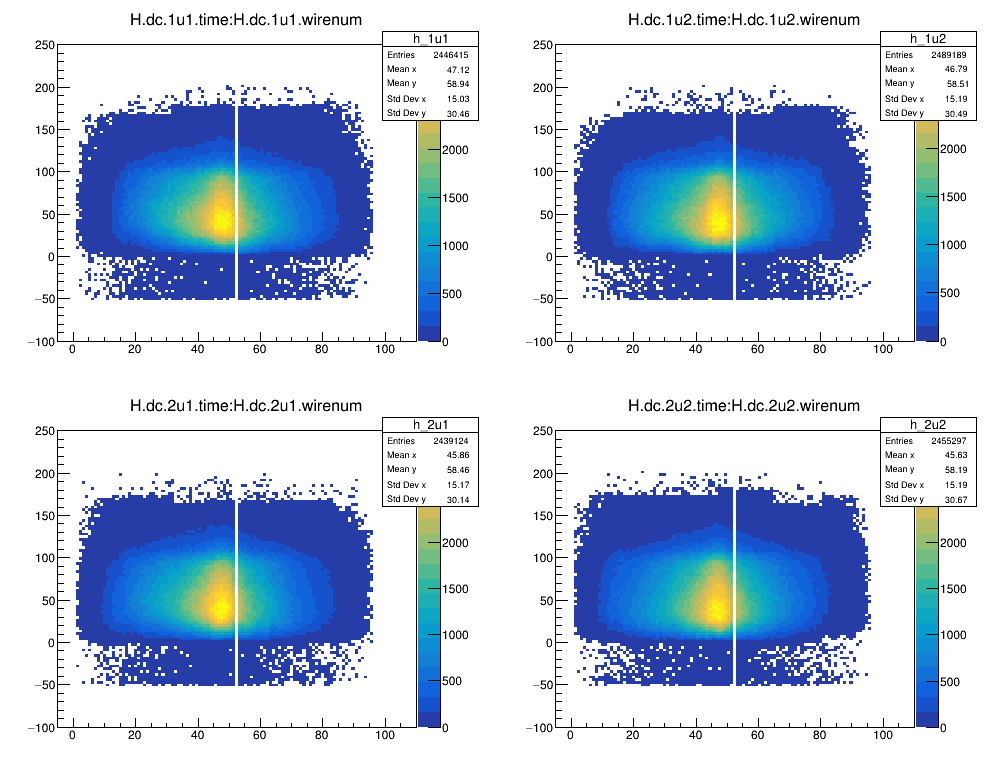 H.dc.1u1.time:H.dc.1u1.wirenum
h_1u1
Entries 2446415
Mean x 47.12
Mean y 58.94
Std Dev x 15.03
Std Dev y 30.46
250
200
150
100
50
0
−50
−100
0 20 40 60 80 100
2000
1500
1000
500
0
H.dc.1u2.time:H.dc.1u2.wirenum
h_1u2
Entries 2489189
Mean x 46.79
Mean y 58.51
Std Dev x 15.19
Std Dev y 30.49
250
200
150
100
50
0
−50
−100
0 20 40 60 80 100
2000
1500
1000
500
0
H.dc.2u1.time:H.dc.2u1.wirenum
h_2u1
Entries 2439124
Mean x 45.86
Mean y 58.46
Std Dev x 15.17
Std Dev y 30.14
250
200
150
100
50
0
−50
−100
0 20 40 60 80 100
2000
1500
1000
500
0
H.dc.2u2.time:H.dc.2u2.wirenum
h_2u2
Entries 2455297
Mean x 45.63
Mean y 58.19
Std Dev x 15.19
Std Dev y 30.67
250
200
150
100
50
0
−50
−100
0 20 40 60 80 100
2000
1500
1000
500
0